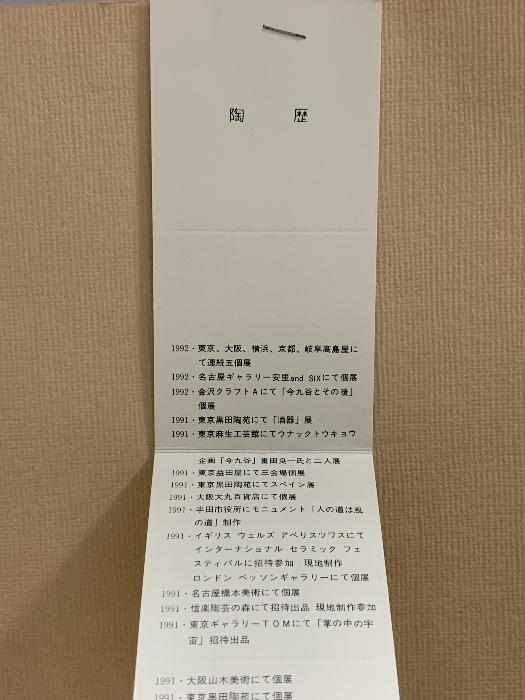 陶 歴
1992・東京、大阪、横浜、京都、岐阜高島屋に
て連続五個展
1992・名古屋ギャラリー安里and SIXにて個展
1992・金沢クラフトAにて「今九谷とその後」
個展
1991・東京黒田陶苑にて「酒器」展
1991・東京麻生工芸館にてウナックトウキョウ
企画「今九谷」重田良一氏と二人展
1991・東京益田屋にて三会場個展
1991・東京黒田陶苑にてスペイン展
1991・大阪大丸百貨店にて個展
1991・半田市役所にモニュメント「人の道は風
の道」制作
1991・イギリス ウェルズ アベリスツワスにて
インターナショナル セラミック フェ
スティバルに招待参加 現地制作
ロンドン ベッソンギャラリーにて個展
1991・名古屋橋本美術にて個展
1991・信楽陶芸の森にて招待出品 現地制作参加
1991・東京ギャラリーTOMにて「掌の中の宇
宙」招待出品
1991・大阪山木美術にて個展
1991・東京黒田陶苑にて個展